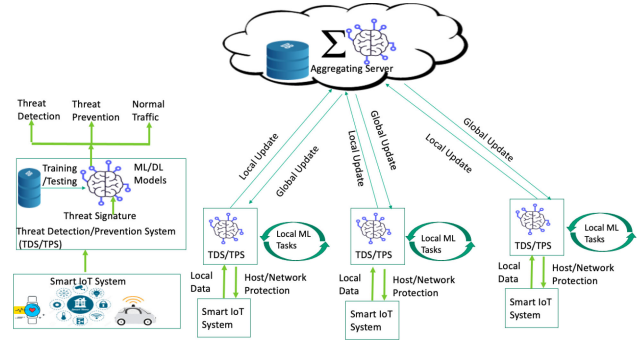 Σ
Aggregating Server
Threat
Detection
Threat
Prevention
Normal
Traffic
Training
/Testing
ML/DL
Models
Threat Signature
Threat Detection/Prevention System
(TDS/TPS)
Smart IoT System
Local Update
Global Update
Local Update
Global Update
Local Update
Global Update
TDS/TPS
Local ML
Tasks
Local
Data
Host/Network
Protection
Smart IoT
System
TDS/TPS
Local ML
Tasks
Local
Data
Host/Network
Protection
Smart IoT
System
TDS/TPS
Local ML
Tasks
Local
Data
Host/Network
Protection
Smart IoT
System